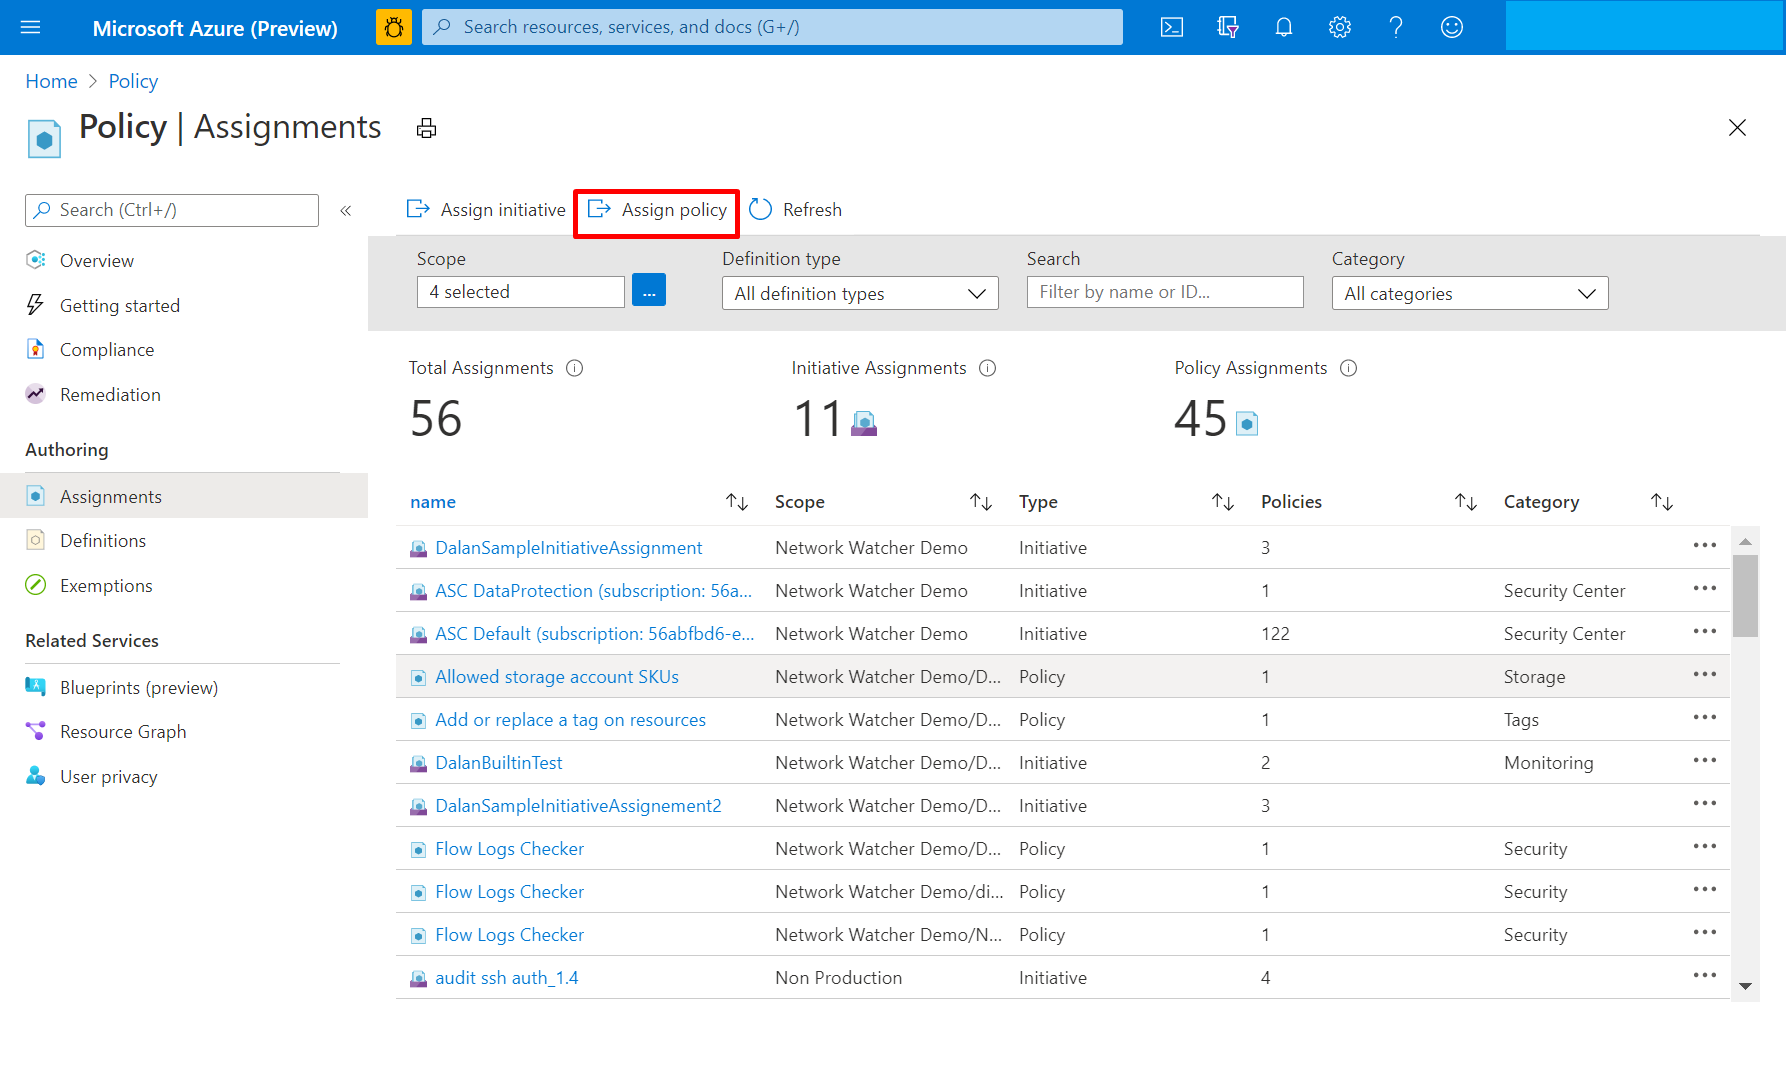 Microsoft Azure (Preview)
Search resources, services, and docs (G+/)
Home > Policy
Policy | Assignments
Search (Ctrl+/)
«
Overview
Getting started
Compliance
Remediation
Authoring
Assignments
Definitions
Exemptions
Related Services
Blueprints (preview)
Resource Graph
User privacy
Assign initiative Assign policy Refresh
Scope Definition type Search Category
4 selected ... All definition types Filter by name or ID... All categories
Total Assignments Initiative Assignments Policy Assignments
56 11 45
name Scope Type Policies Category
DalanSampleInitiativeAssignment Network Watcher Demo Initiative 3
ASC DataProtection (subscription: 56a... Network Watcher Demo Initiative 1 Security Center
ASC Default (subscription: 56abfbd6-e... Network Watcher Demo Initiative 122 Security Center
Allowed storage account SKUs Network Watcher Demo/D... Policy 1 Storage
Add or replace a tag on resources Network Watcher Demo/D... Policy 1 Tags
DalanBuiltinTest Network Watcher Demo/D... Initiative 2 Monitoring
DalanSampleInitiativeAssignement2 Network Watcher Demo/D... Initiative 3
Flow Logs Checker Network Watcher Demo/D... Policy 1 Security
Flow Logs Checker Network Watcher Demo/di... Policy 1 Security
Flow Logs Checker Network Watcher Demo/N... Policy 1 Security
audit ssh auth_1.4 Non Production Initiative 4